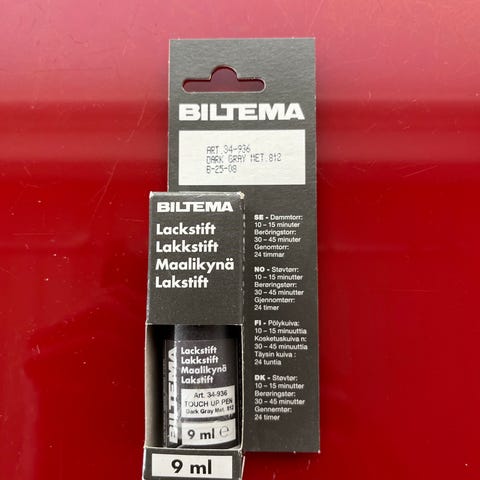 BILTEMA
ART.34-936
DARK GRAY MET.812
B-25-08
BILTEMA
Lackstift
Lakkstift
Maalikynä
Lakstift
SE - Dammtorr:
10 – 15 minuter
Beröringstorr:
30 – 45 minuter
Genomtorr:
24 timmar
NO - Støvtørr:
10 – 15 minutter
Berøringstørr:
30 – 45 minutter
Gjennomtørr:
24 timer
FI - Pölykuiva:
10 – 15 minuuttia
Kosketuskuiva n:
30 – 45 minuuttia
Täysin kuiva :
24 tuntia
DK - Støvtør:
10 – 15 minutter
Berøringstør:
30 – 45 minutter
Gennemtør:
24 timer
BILTEMA
Lackstift
Lakkstift
Maalikynä
Lakstift
Art. 34-936
TOUCH UP PEN
Dark Gray Met. 812
9 ml ℮
9 ml